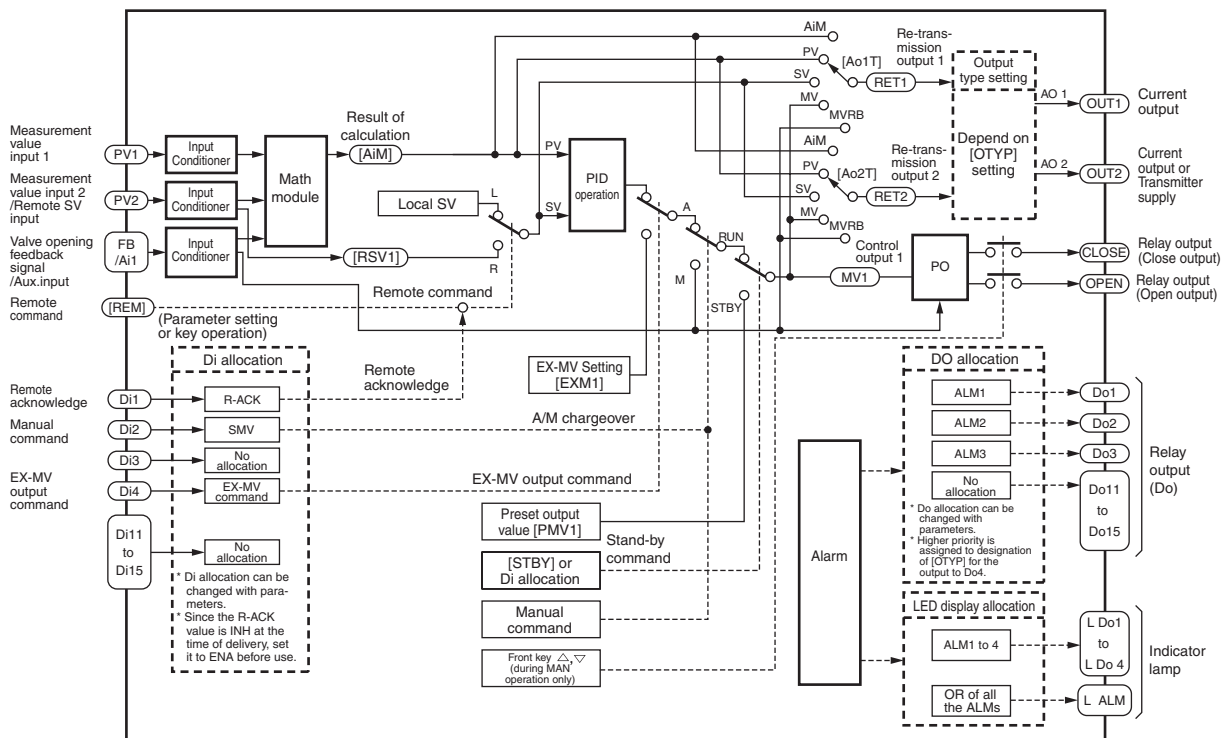 Measurement
value
input 1
PV1
Input
Conditioner
Measurement
value input 2
/Remote SV
input
PV2
Input
Conditioner
Valve opening
feedback
signal
/Aux.input
FB
/Ai1
Input
Conditioner
Remote
command
[REM]
(Parameter setting
or key operation)
Math
module
Result of
calculation
[AiM]
Local SV
L
[RSV1]
R
Remote command
PV
SV
PID
operation
A
RUN
M
STBY
EX-MV Setting
[EXM1]
AiM
PV
[Ao1T]
SV
MV
MVRB
Re-trans-
mission
output 1
RET1
AiM
PV
[Ao2T]
SV
MV
MVRB
Re-trans-
mission
output 2
RET2
Output
type setting
Depend on
[OTYP]
setting
AO 1
OUT1
Current
output
AO 2
OUT2
Current
output or
Transmitter
supply
Control
output 1
MV1
PO
CLOSE
Relay output
(Close output)
OPEN
Relay output
(Open output)
Di allocation
Remote
acknowledge
Di1
R-ACK
Remote
acknowledge
Manual
command
Di2
SMV
A/M chargeover
Di3
No
allocation
EX-MV
output
command
Di4
EX-MV
command
EX-MV output command
Di11
to
Di15
No
allocation
* Di allocation can be
changed with para-
meters.
* Since the R-ACK
value is INH at the
time of delivery, set
it to ENA before use.
Preset output
value [PMV1]
Stand-by
command
[STBY] or
Di allocation
Manual
command
Front key △,▽
(during MAN
operation only)
Alarm
DO allocation
ALM1
Do1
ALM2
Do2
ALM3
Do3
No
allocation
Do11
to
Do15
Relay
output
(Do)
* Do allocation can be
changed with
parameters.
* Higher priority is
assigned to designation
of [OTYP] for the
output to Do4.
LED display allocation
ALM1 to 4
L Do1
to
L Do 4
OR of all
the ALMs
L ALM
Indicator
lamp